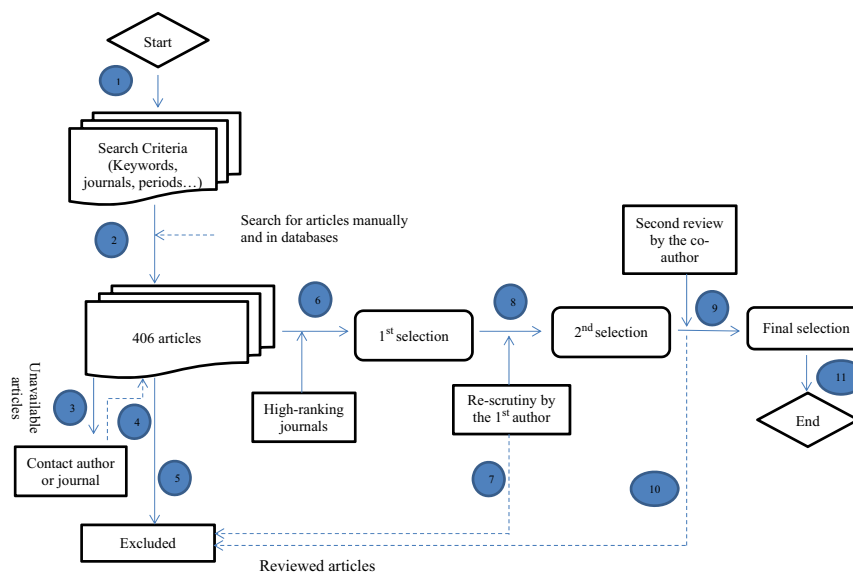 Start
1
Search Criteria
(Keywords,
journals, periods…)
2
Search for articles manually
and in databases
Second review
by the co-
author
406 articles
6
1st selection
8
2nd selection
9
Final selection
Unavailable
articles
3
4
High-ranking
journals
Re-scrutiny by
the 1st author
11
End
Contact author
or journal
5
7
10
Excluded
Reviewed articles